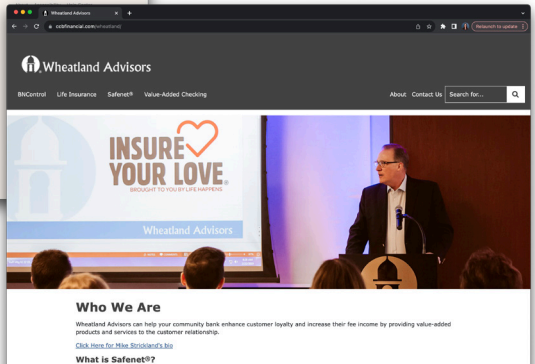 Wheatland Advisors
Relaunch to update
csbfinancial.com/wheatland/
Wheatland Advisors
BNControl Life Insurance Safenet® Value-Added Checking
About Contact Us Search for...
INSURE
YOUR LOVE®
BROUGHT TO YOU BY LIFE HAPPENS
Wheatland Advisors
Who We Are
Wheatland Advisors can help your community bank enhance customer loyalty and increase their fee income by providing value-added
products and services to the customer relationship.
Click Here for Mike Strickland's bio
What is Safenet®?